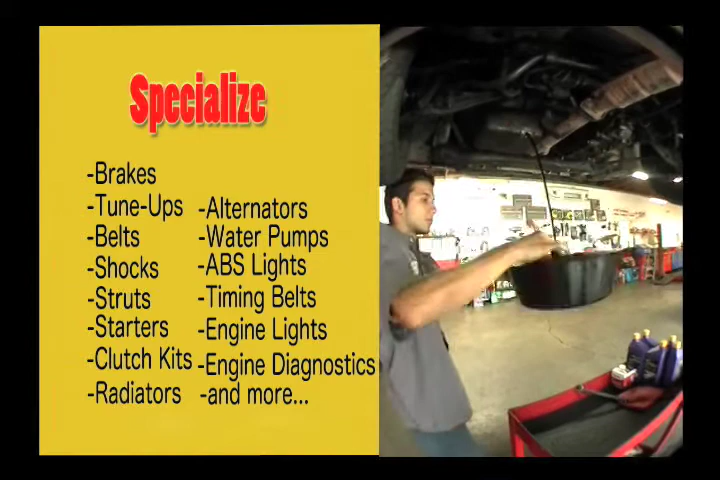 Specialize
-Brakes
-Tune-Ups
-Belts
-Shocks
-Struts
-Starters
-Clutch Kits
-Radiators
-Alternators
-Water Pumps
-ABS Lights
-Timing Belts
-Engine Lights
-Engine Diagnostics
-and more...